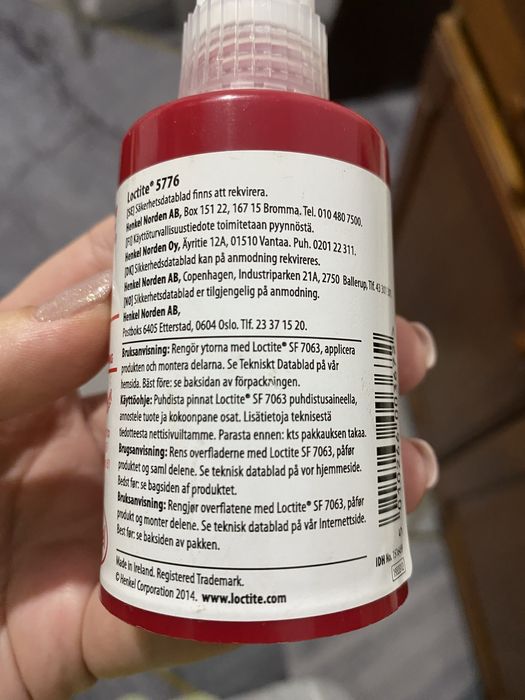 Loctite® 5776
[SE] Säkerhetsdatablad finns att rekvirera.
Henkel Norden AB, Box 151 22, 167 15 Bromma. Tel. 010 480 7500.
[FI] Käyttöturvallisuustiedote toimitetaan pyynnöstä.
Henkel Norden Oy, Äyritie 12A, 01510 Vantaa. Puh. 0201 22 311.
[DK] Sikkerhedsdatablad kan på anmodning rekvireres.
Henkel Norden AB, Copenhagen, Industriparken 21A, 2750 Ballerup, Tlf. 43
[NO] Sikkerhetsdatablad er tilgjengelig på anmodning.
Henkel Norden AB,
Postboks 6405 Etterstad, 0604 Oslo. Tlf. 23 37 15 20.
Bruksanvisning: Rengör ytorna med Loctite® SF 7063, applicera
produkten och montera delarna. Se Tekniskt Datablad på vår
hemsida. Bäst före: se baksidan av förpackningen.
Käyttöohje: Puhdista pinnat Loctite® SF 7063 puhdistusaineella,
annostele tuote ja kokoonpane osat. Lisätietoja teknisestä
tiedotteesta nettisivuiltamme. Parasta ennen: kts pakkauksen takaa.
Brugsanvisning: Rens overfladerne med Loctite® SF 7063, påfør
produktet og saml delene. Se teknisk datablad på vor hjemmeside.
Bedst før: se bagsiden af produktet.
Bruksanvisning: Rengjør overflatene med Loctite® SF 7063, påfør
produkt og monter delene. Se teknisk datablad på vår Internettside.
Best før: se baksiden av pakken.
Made in Ireland. Registered Trademark.
© Henkel Corporation 2014. www.loctite.com
IDH No.